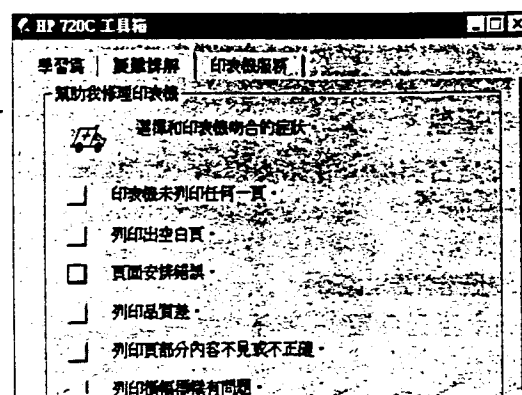 HP 720C 工具箱
學習篇 疑難排解 印表機服務
幫助我修理印表機
選擇和印表機吻合的症狀
印表機未列印任何一頁。
列印出空白頁。
頁面安排錯誤。
列印品質差。
列印頁部分內容不見或不正確。
列印橫幅 有問題。